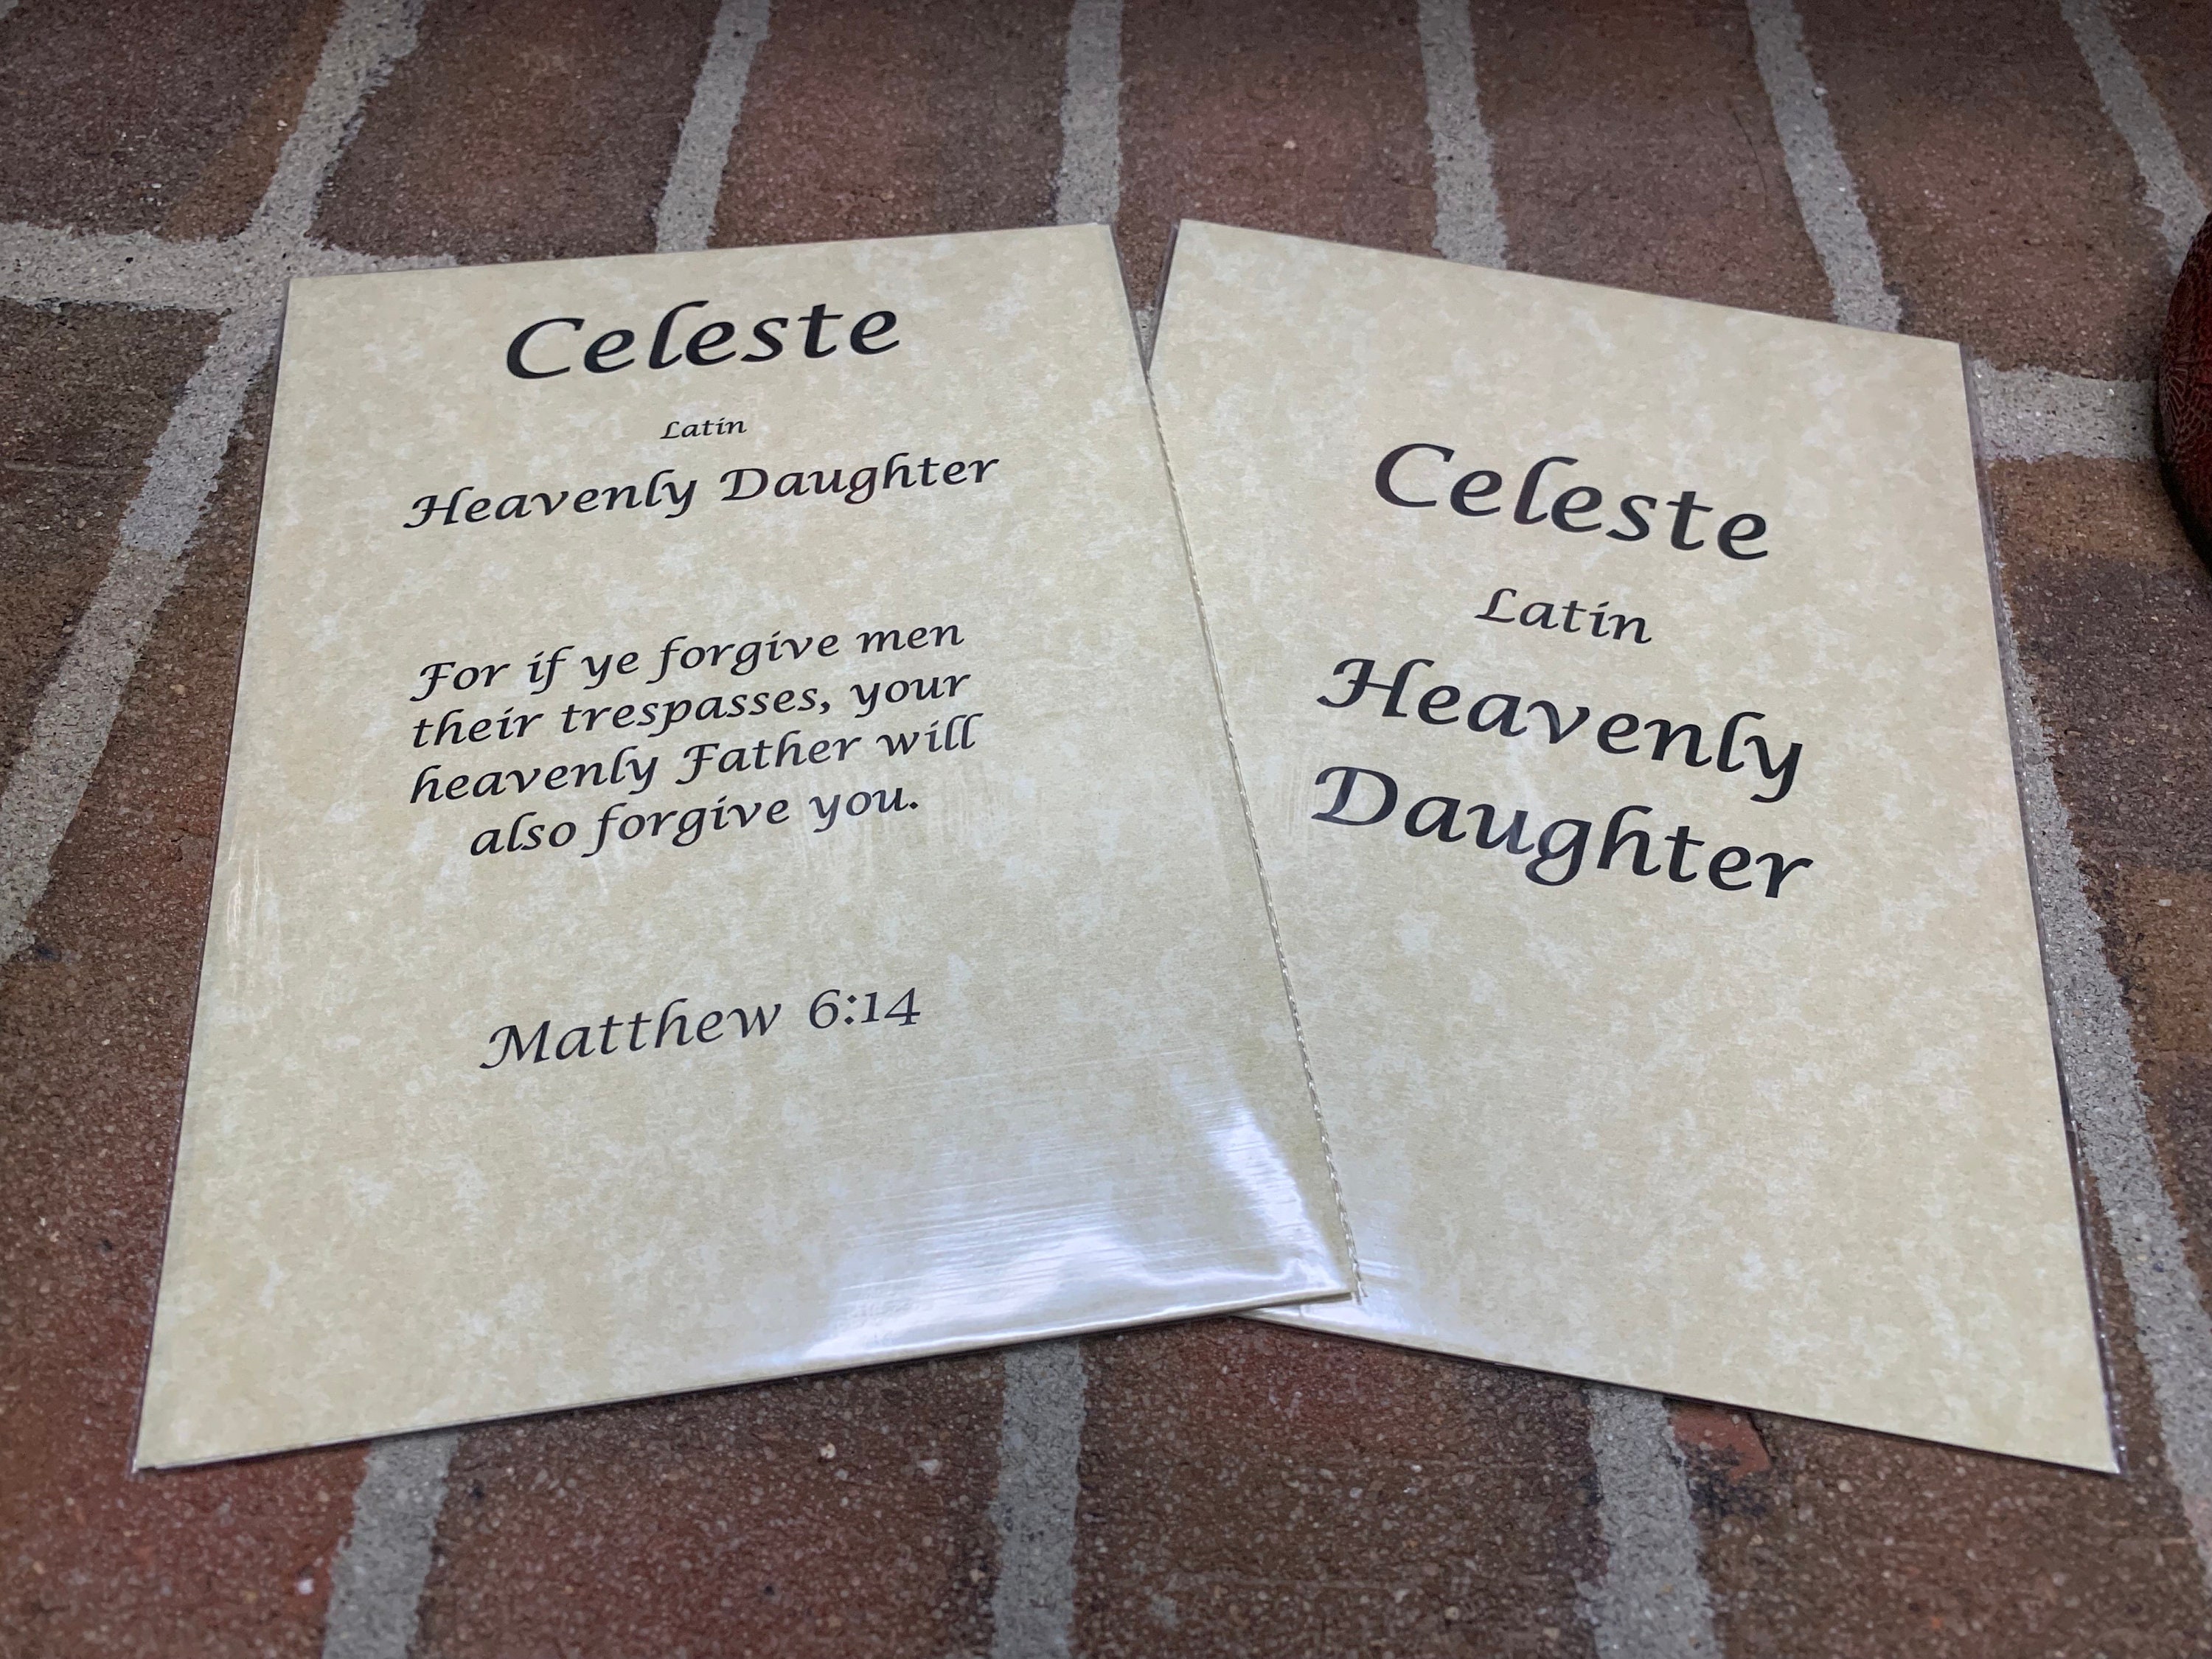 Celeste
Latin
Heavenly Daughter
For if ye forgive men
their trespasses, your
heavenly Father will
also forgive you.
Matthew 6:14
Celeste
Latin
Heavenly
Daughter